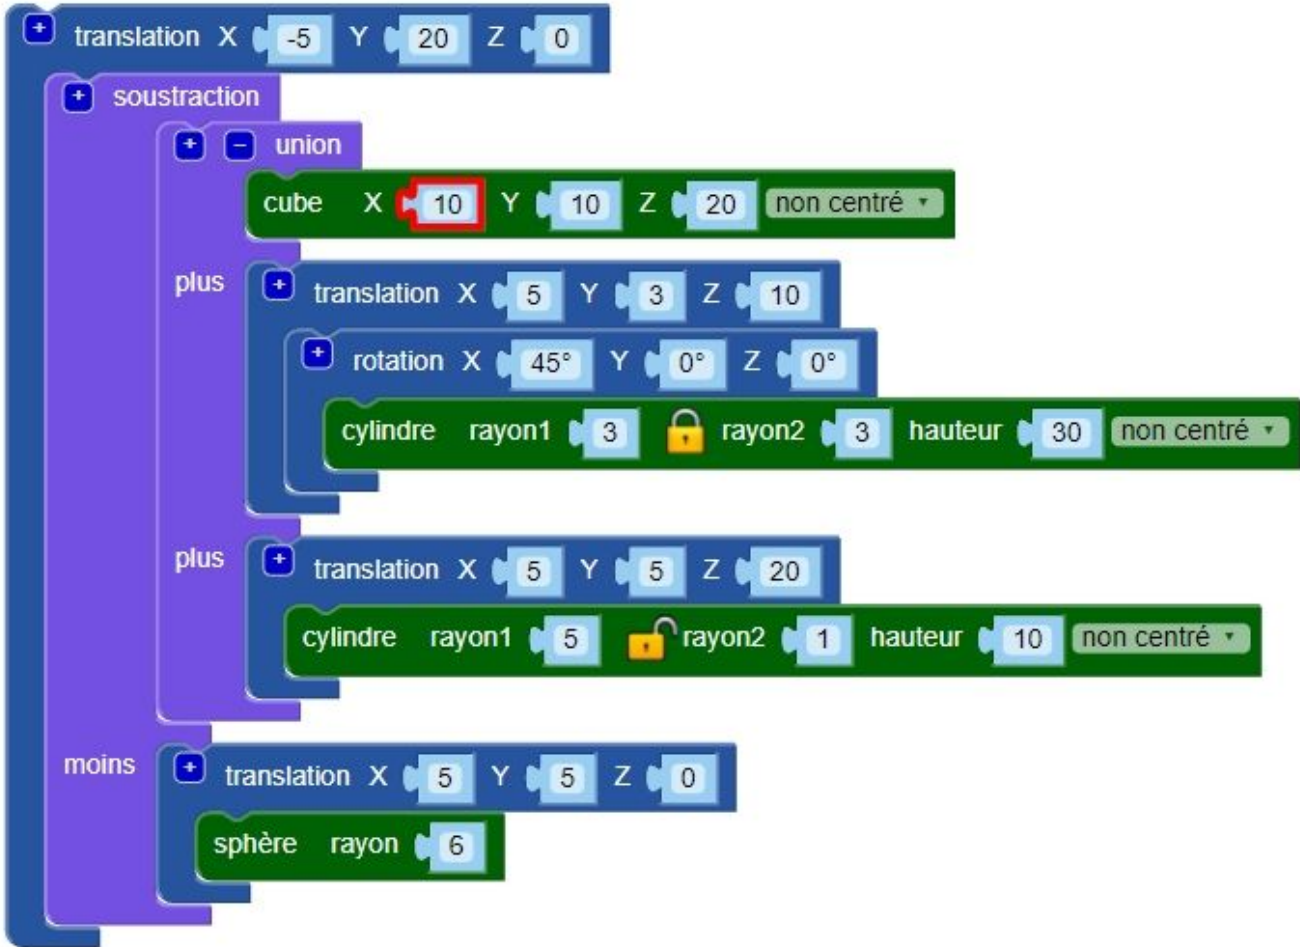 + translation X -5 Y 20 Z 0
+ soustraction
+ - union
cube X 10 Y 10 Z 20 non centré
plus + translation X 5 Y 3 Z 10
+ rotation X 45° Y 0° Z 0°
cylindre rayon1 3 rayon2 3 hauteur 30 non centré
plus + translation X 5 Y 5 Z 20
cylindre rayon1 5 rayon2 1 hauteur 10 non centré
moins + translation X 5 Y 5 Z 0
sphère rayon 6